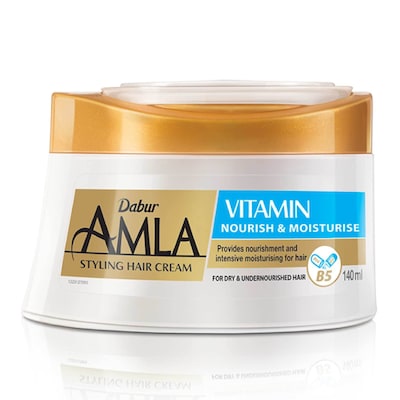 Dabur
AMLA
STYLING HAIR CREAM
VITAMIN
NOURISH & MOISTURISE
Provides nourishment and
intensive moisturising for hair
FOR DRY & UNDERNOURISHED HAIR
B5
140 ml